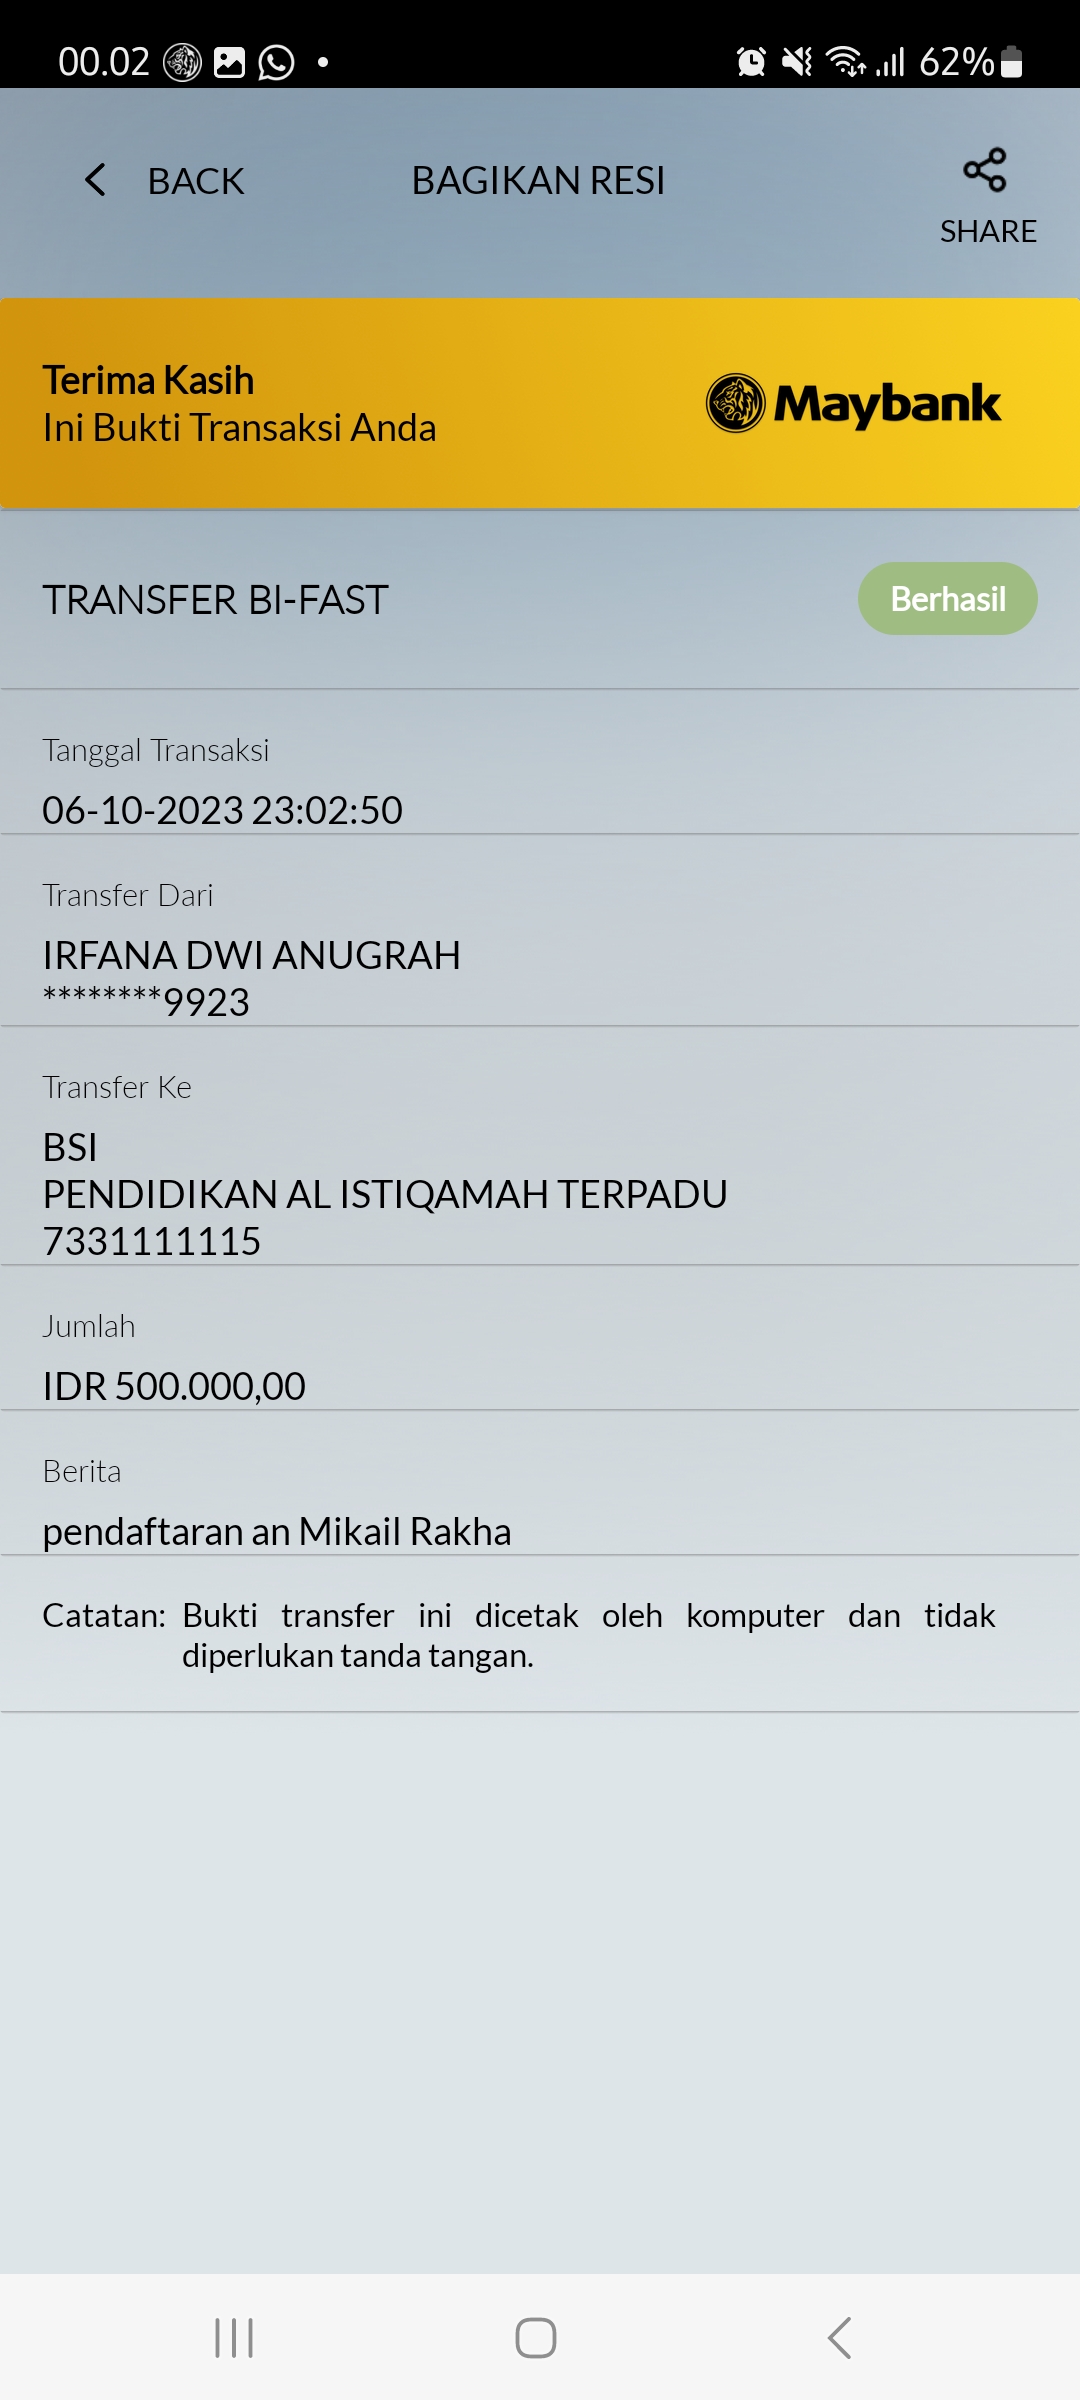 00.02
62%
BACK
BAGIKAN RESI
SHARE
Terima Kasih
Ini Bukti Transaksi Anda
Maybank
TRANSFER BI-FAST
Berhasil
Tanggal Transaksi
06-10-2023 23:02:50
Transfer Dari
IRFANA DWI ANUGRAH
********9923
Transfer Ke
BSI
PENDIDIKAN AL ISTIQAMAH TERPADU
7331111115
Jumlah
IDR 500.000,00
Berita
pendaftaran an Mikail Rakha
Catatan: Bukti transfer ini dicetak oleh komputer dan tidak
diperlukan tanda tangan.